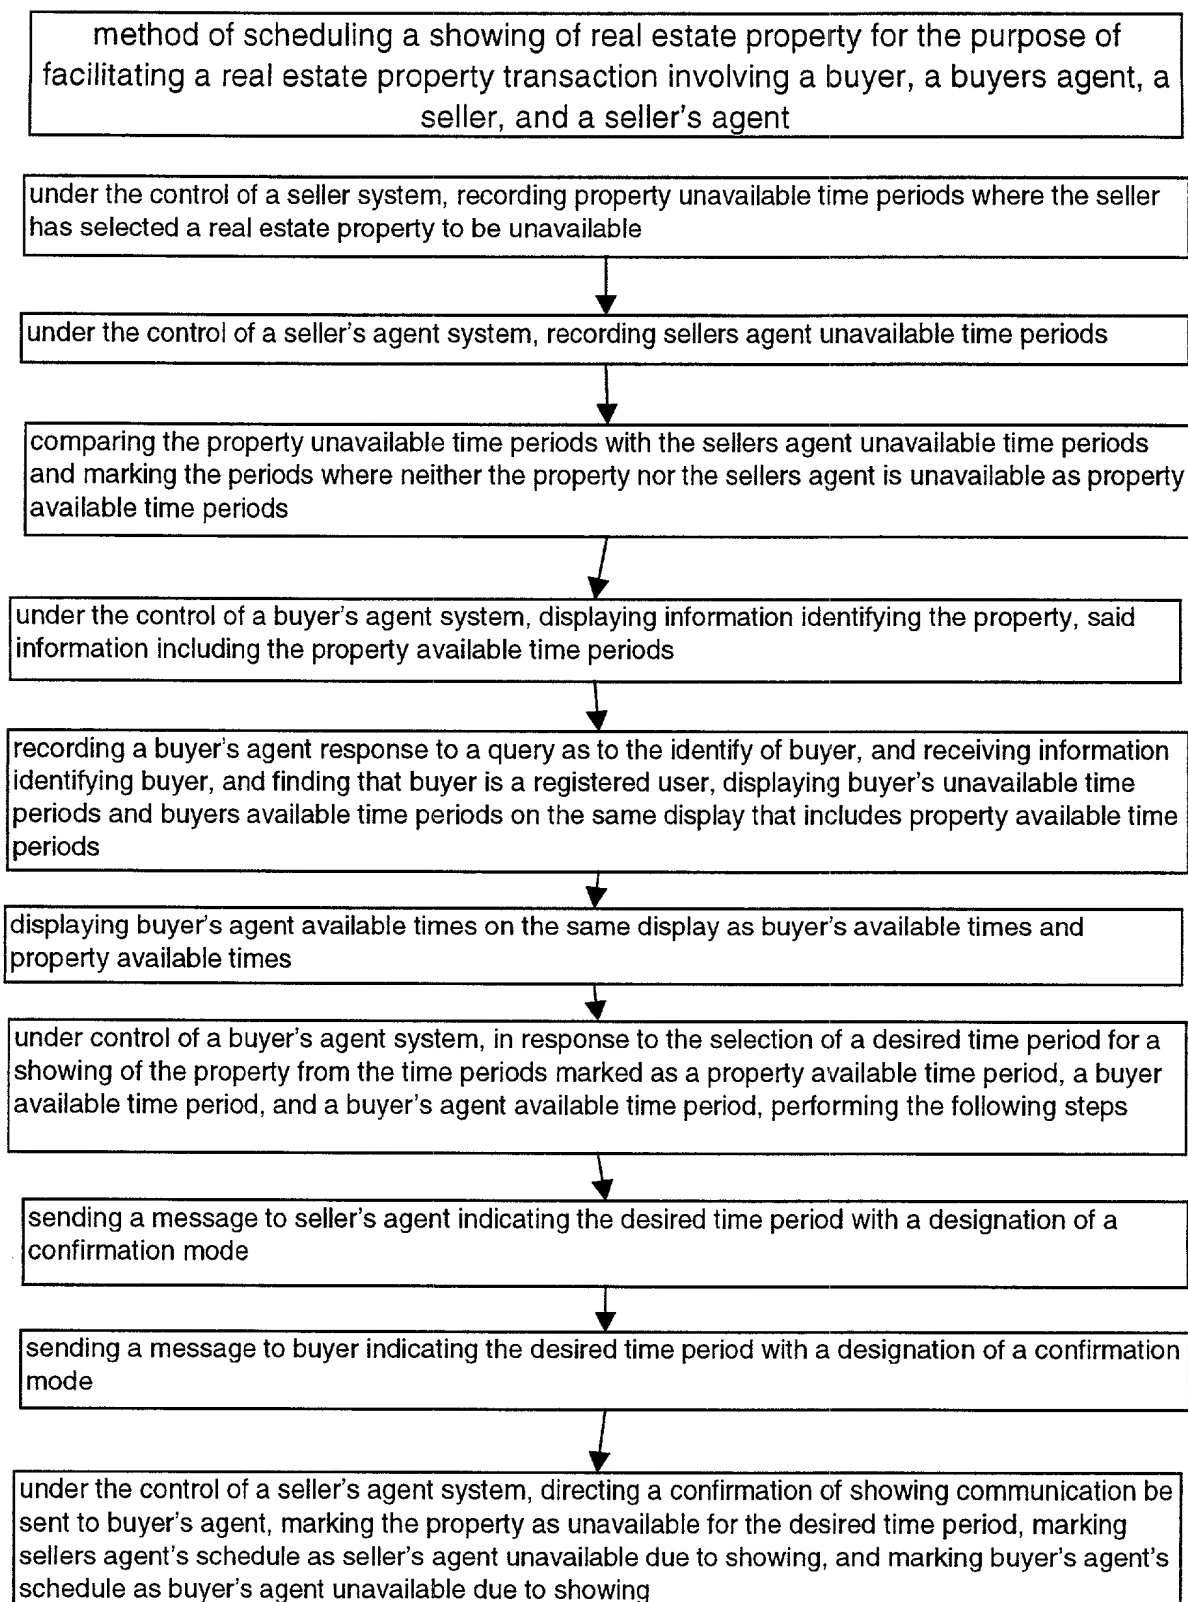 method of scheduling a showing of real estate property for the purpose of
facilitating a real estate property transaction involving a buyer, a buyers agent, a
seller, and a seller's agent
under the control of a seller system, recording property unavailable time periods where the seller
has selected a real estate property to be unavailable
under the control of a seller's agent system, recording sellers agent unavailable time periods
comparing the property unavailable time periods with the sellers agent unavailable time periods
and marking the periods where neither the property nor the sellers agent is unavailable as property
available time periods
under the control of a buyer's agent system, displaying information identifying the property, said
information including the property available time periods
recording a buyer's agent response to a query as to the identify of buyer, and receiving information
identifying buyer, and finding that buyer is a registered user, displaying buyer's unavailable time
periods and buyers available time periods on the same display that includes property available time
periods
displaying buyer's agent available times on the same display as buyer's available times and
property available times
under control of a buyer's agent system, in response to the selection of a desired time period for a
showing of the property from the time periods marked as a property available time period, a buyer
available time period, and a buyer's agent available time period, performing the following steps
sending a message to seller's agent indicating the desired time period with a designation of a
confirmation mode
sending a message to buyer indicating the desired time period with a designation of a confirmation
mode
under the control of a seller's agent system, directing a confirmation of showing communication be
sent to buyer's agent, marking the property as unavailable for the desired time period, marking
sellers agent's schedule as seller's agent unavailable due to showing, and marking buyer's agent's
schedule as buyer's agent unavailable due to showing